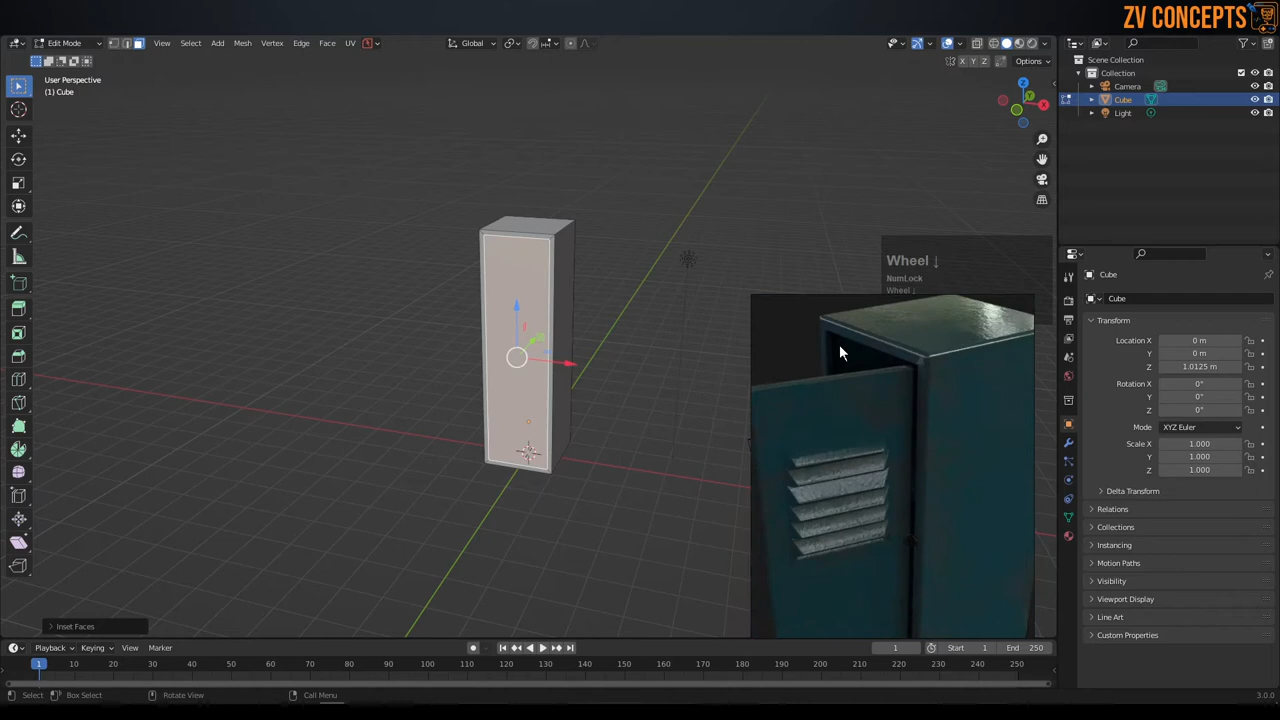 ZV CONCEPTS
Edit Mode
View
Select
Add
Mesh
Vertex
Edge
Face
UV
Global
Options
X
Y
Z
User Perspective
(1) Cube
Z
Y
X
Wheel ↓
NumLock
Wheel ↓
Inset Faces
Scene Collection
Collection
Camera
Cube
Light
Cube
Cube
Transform
Location X 0 m
Y 0 m
Z 1.0125 m
Rotation X 0°
Y 0°
Z 0°
Mode XYZ Euler
Scale X 1.000
Y 1.000
Z 1.000
Delta Transform
Relations
Collections
Instancing
Motion Paths
Visibility
Viewport Display
Line Art
Custom Properties
Playback
Keying
View
Marker
1
Start 1
End 250
1 10 20 30 40 50 60 70 80 90 100 110 120 130 140 150 160 170 180 190 200 210 220 230 240 250
Select
Box Select
Rotate View
Call Menu
3.0.0